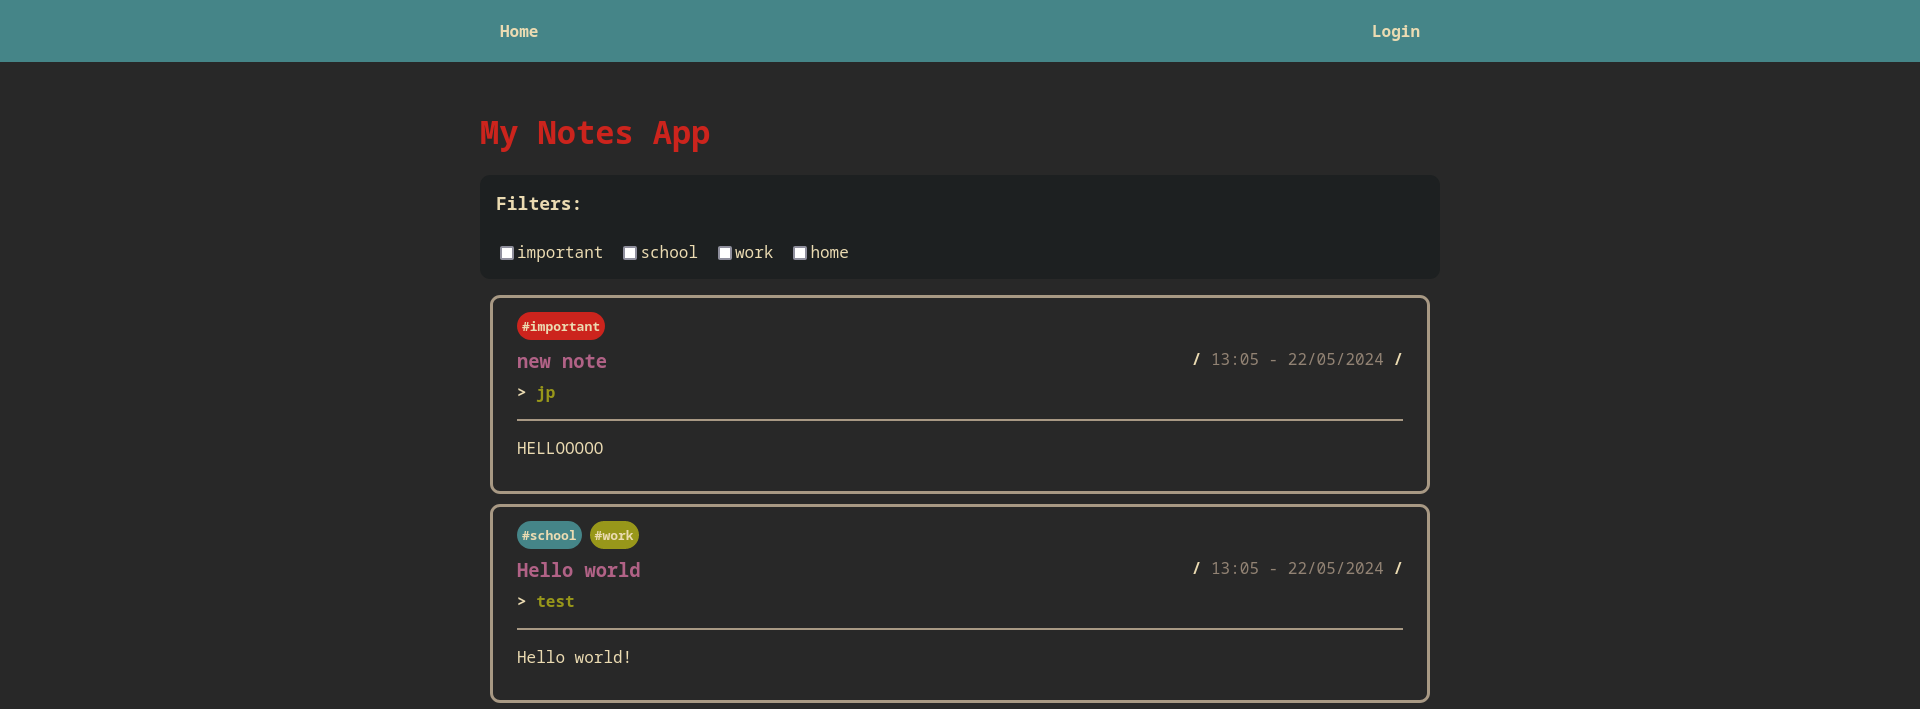 Home Login
My Notes App
Filters:
important school work home
#important
new note / 13:05 - 22/05/2024 /
> jp
HELLOOOOO
#school #work
Hello world / 13:05 - 22/05/2024 /
> test
Hello world!